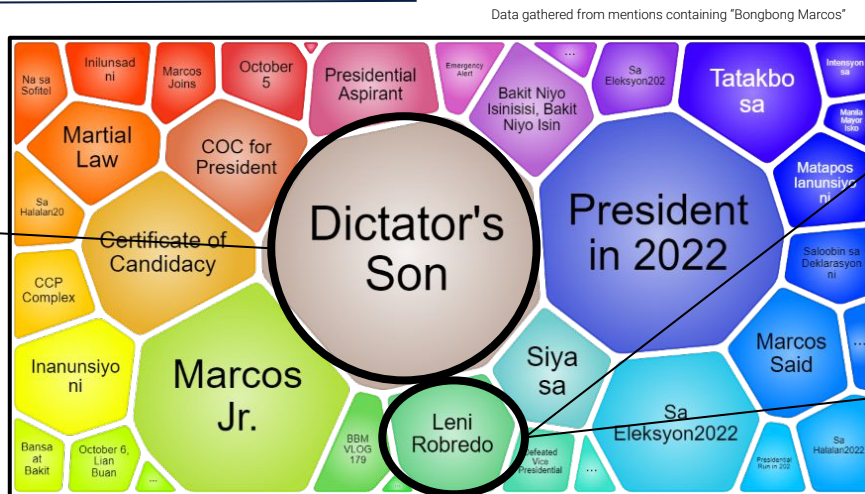 Data gathered from mentions containing "Bongbong Marcos"
Na sa
Sofitel
Inilunsad
ni
Marcos
Joins
October
5
Presidential
Aspirant
Emergency
Alert
...
Sa
Eleksyon202
Tatakbo
sa
Intensyon
sa
Manila
Mayor
Isko
Martial
Law
COC for
President
Bakit Niyo
Isinisisi, Bakit
Niyo Isin
Matapos
Ianunsiyo
ni
Sa
Halalan20
Certificate of
Candidacy
Dictator's
Son
President
in 2022
Saloobin sa
Deklarasyon
ni
CCP
Complex
Inanunsiyo
ni
Marcos
Jr.
Siya
sa
Marcos
Said
...
Leni
Robredo
Sa
Eleksyon2022
Bansa
at
Bakit
October 6,
Lian
Buan
...
BBM
VLOG
179
...
Defeated
Vice
Presidential
...
Presidential
Run in 202
Sa
Halalan2022